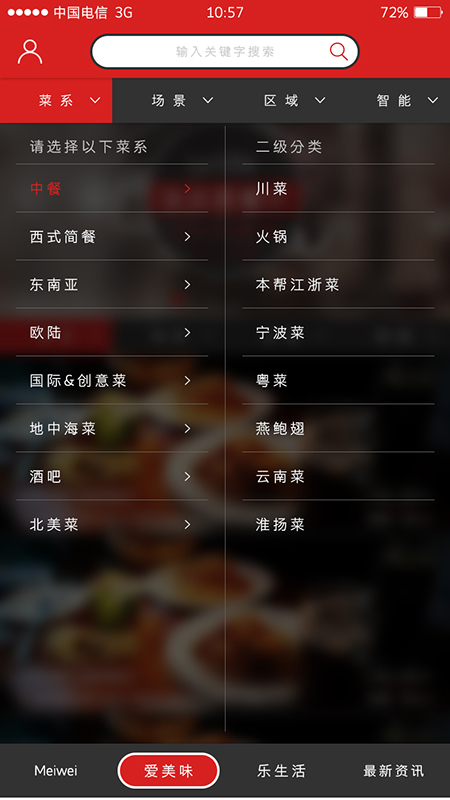 中国电信 3G 10:57 72%
输入关键字搜索
菜系 场景 区域 智能
请选择以下菜系 二级分类
中餐 川菜
西式简餐 火锅
东南亚 本帮江浙菜
欧陆 宁波菜
国际&创意菜 粤菜
地中海菜 燕鲍翅
酒吧 云南菜
北美菜 淮扬菜
Meiwei 爱美味 乐生活 最新资讯